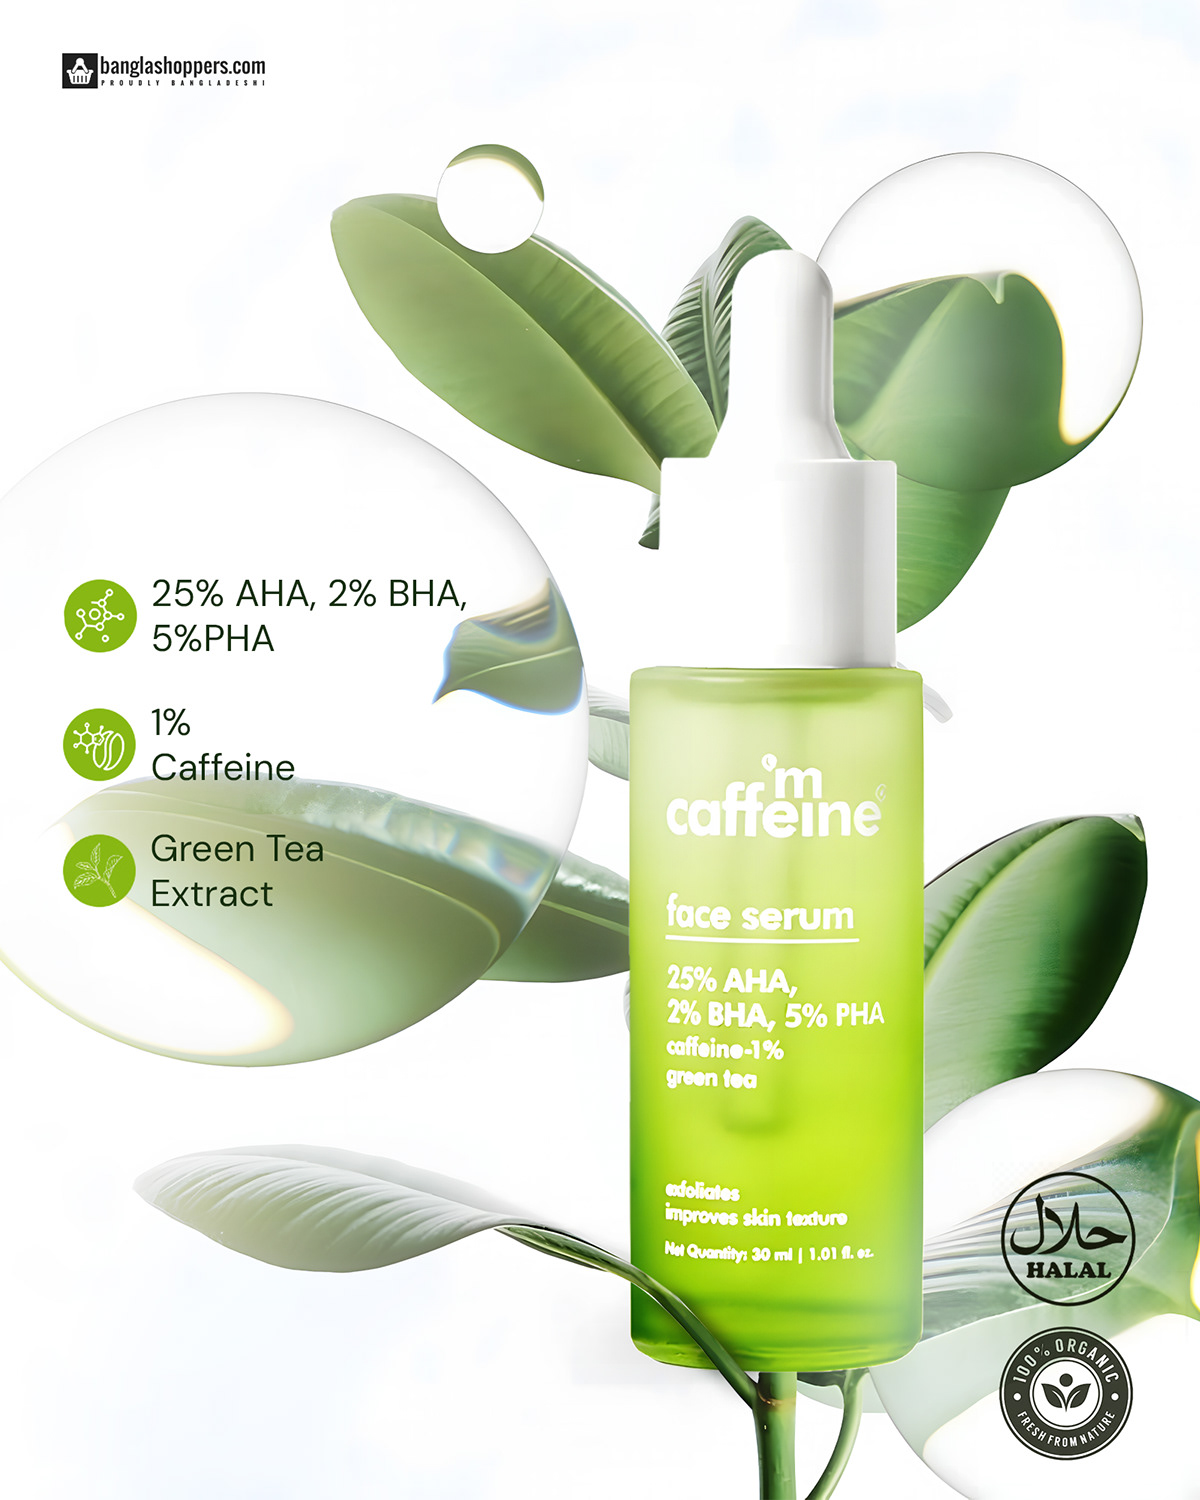 banglashoppers.com
PROUDLY BANGLADESHI
25% AHA, 2% BHA,
5%PHA
1%
Caffeine
Green Tea
Extract
'm
caffeine
face serum
25% AHA,
2% BHA, 5% PHA
caffeine-1%
green tea
exfoliates
improves skin texture
Net Quantity: 30 ml | 1.01 fl. oz.
حلال
HALAL
100% ORGANIC
FRESH FROM NATURE